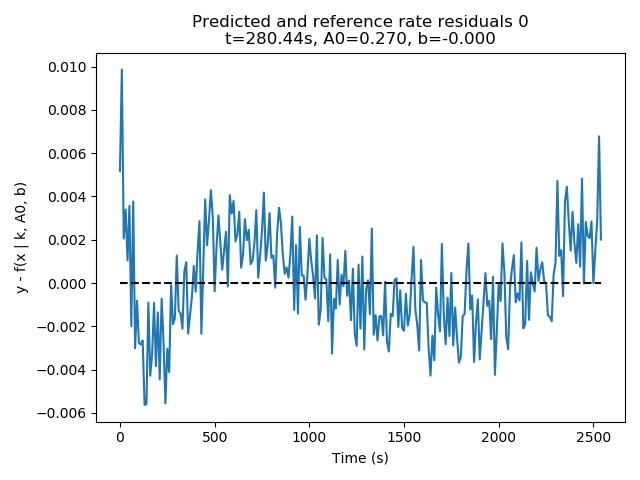 Predicted and reference rate residuals 0
t=280.44s, A0=0.270, b=-0.000
y - f(x | k, A0, b)
0.010
0.008
0.006
0.004
0.002
0.000
−0.002
−0.004
−0.006
0 500 1000 1500 2000 2500
Time (s)